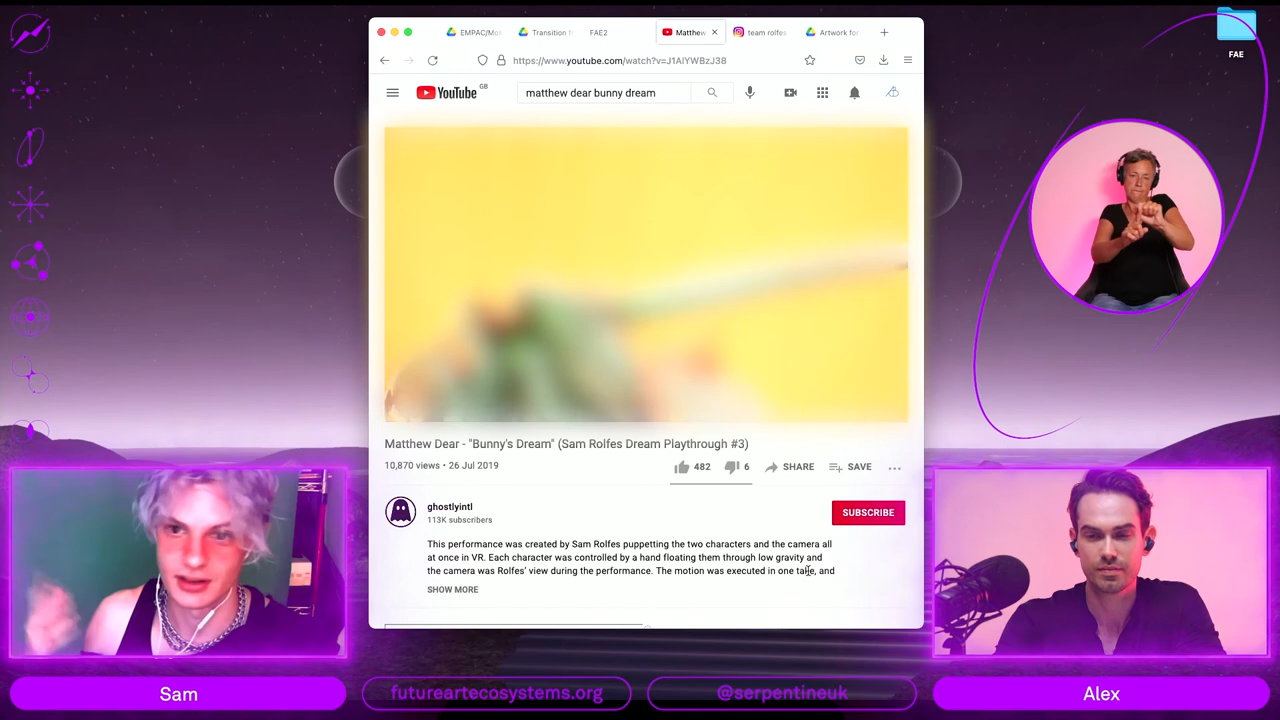 EMPAC/Mo
Transition
FAE2
Matthew
team rolfes
Artwork for
https://www.youtube.com/watch?v=J1AlYWBzJ38
YouTube GB
matthew dear bunny dream
FAE
Matthew Dear - "Bunny's Dream" (Sam Rolfes Dream Playthrough #3)
10,870 views • 26 Jul 2019
482
6
SHARE
SAVE
ghostlyintl
113K subscribers
SUBSCRIBE
This performance was created by Sam Rolfes puppetting the two characters and the camera all
at once in VR. Each character was controlled by a hand floating them through low gravity and
the camera was Rolfes' view during the performance. The motion was executed in one take, and
SHOW MORE
Sam
futureartecosystems.org
@serpentineuk
Alex